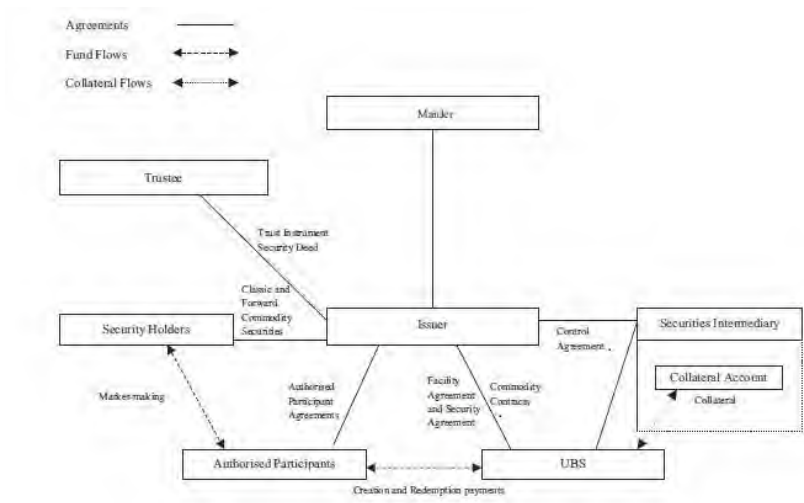 Agreements
Fund Flows
Collateral Flows
Manler
Trustee
Trust Instrument
Security Deed
Classic and
Forward
Commodity
Securities
Security Holders
Issuer
Securities Intermediary
Control
Agreement
Collateral Account
Collateral
Market-making
Authorised
Participant
Agreements
Facility
Agreement
and Security
Agreement
Commodity
Contracts
Authorised Participants
UBS
Creation and Redemption payments